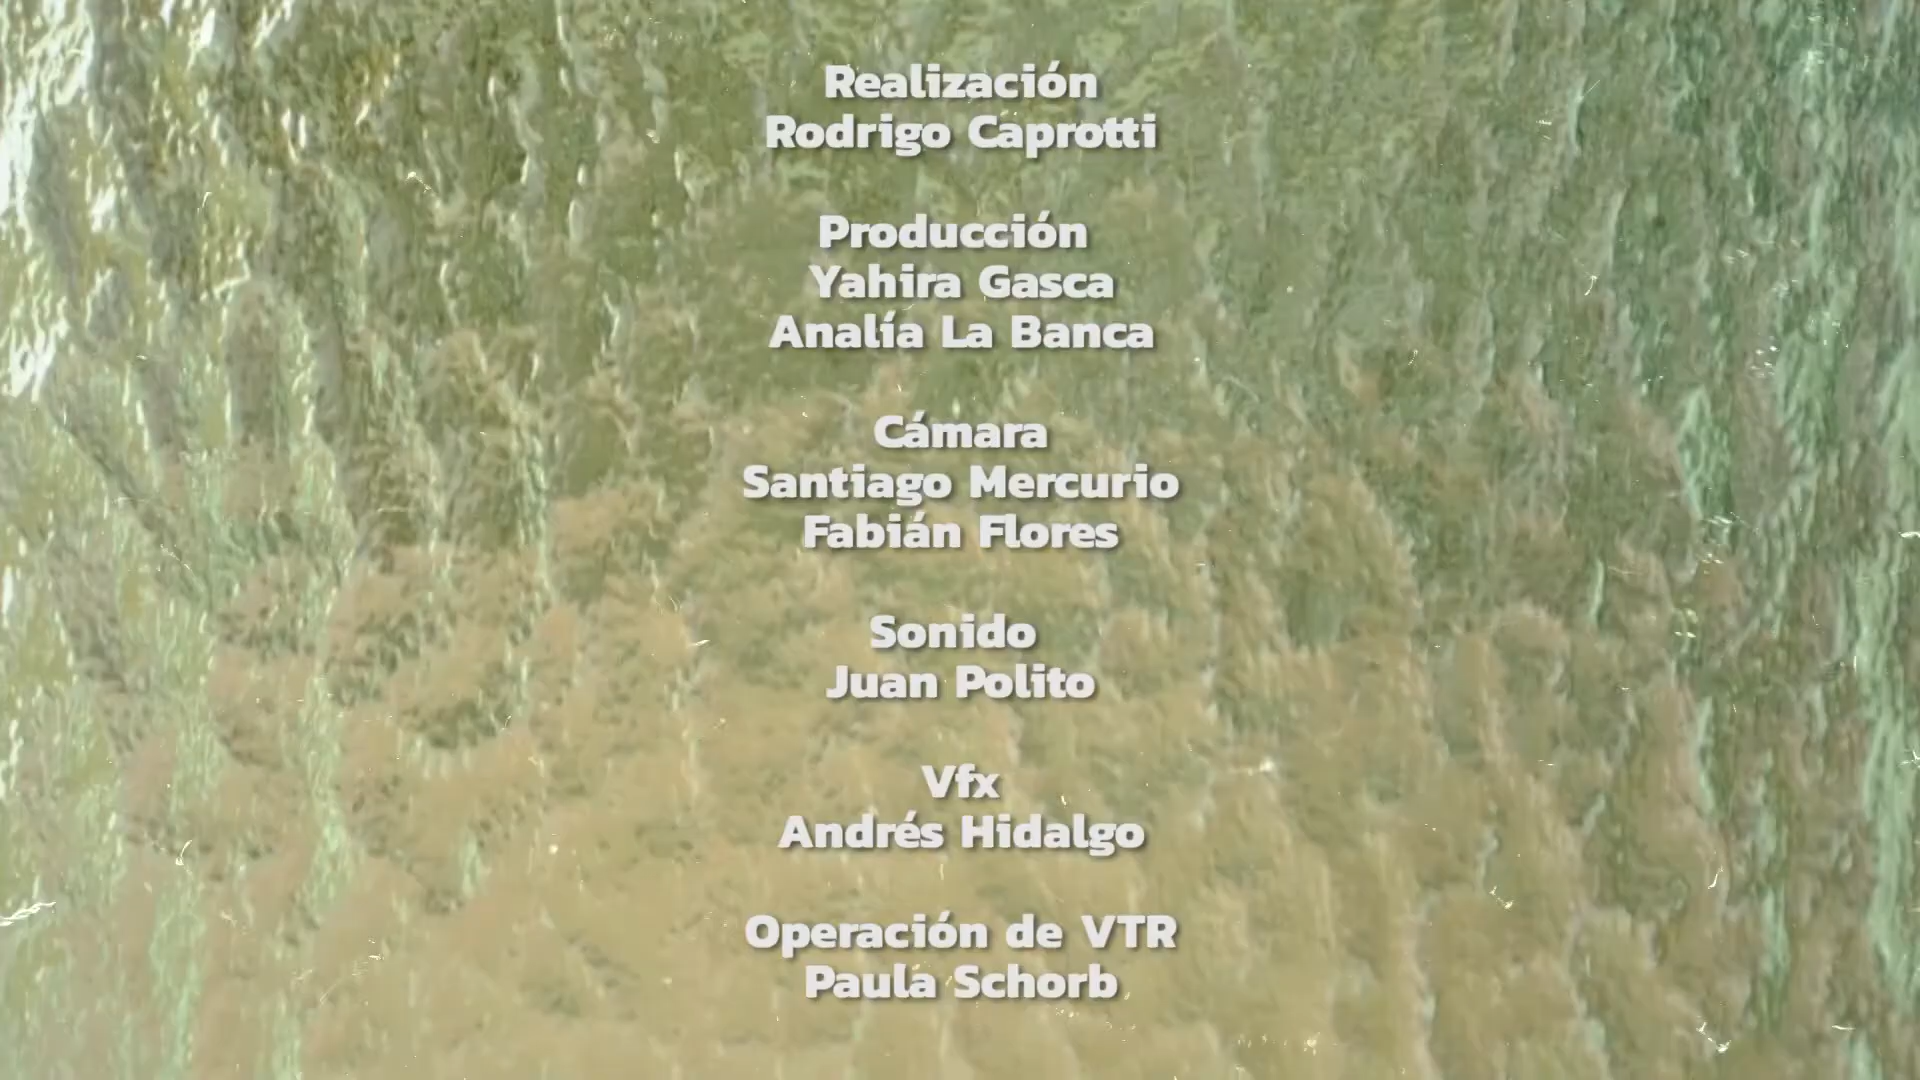 Realización
Rodrigo Caprotti
Producción
Yahira Gasca
Analía La Banca
Cámara
Santiago Mercurio
Fabián Flores
Sonido
Juan Polito
Vfx
Andrés Hidalgo
Operación de VTR
Paula Schorb